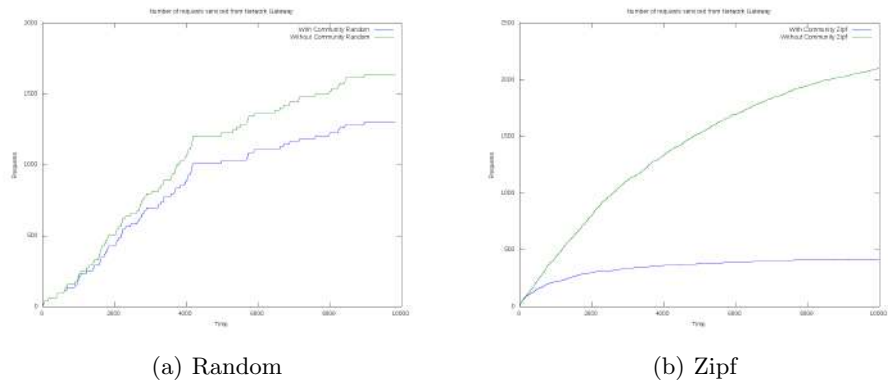 Number of requests serviced from Network Gateway
With Community Random
Without Community Random
2000
1500
1000
500
0
Requests
0 2000 4000 6000 8000 10000
Time
(a) Random
Number of requests serviced from Network Gateway
With Community Zipf
Without Community Zipf
2500
2000
1500
1000
500
0
Requests
0 2000 4000 6000 8000 10000
Time
(b) Zipf